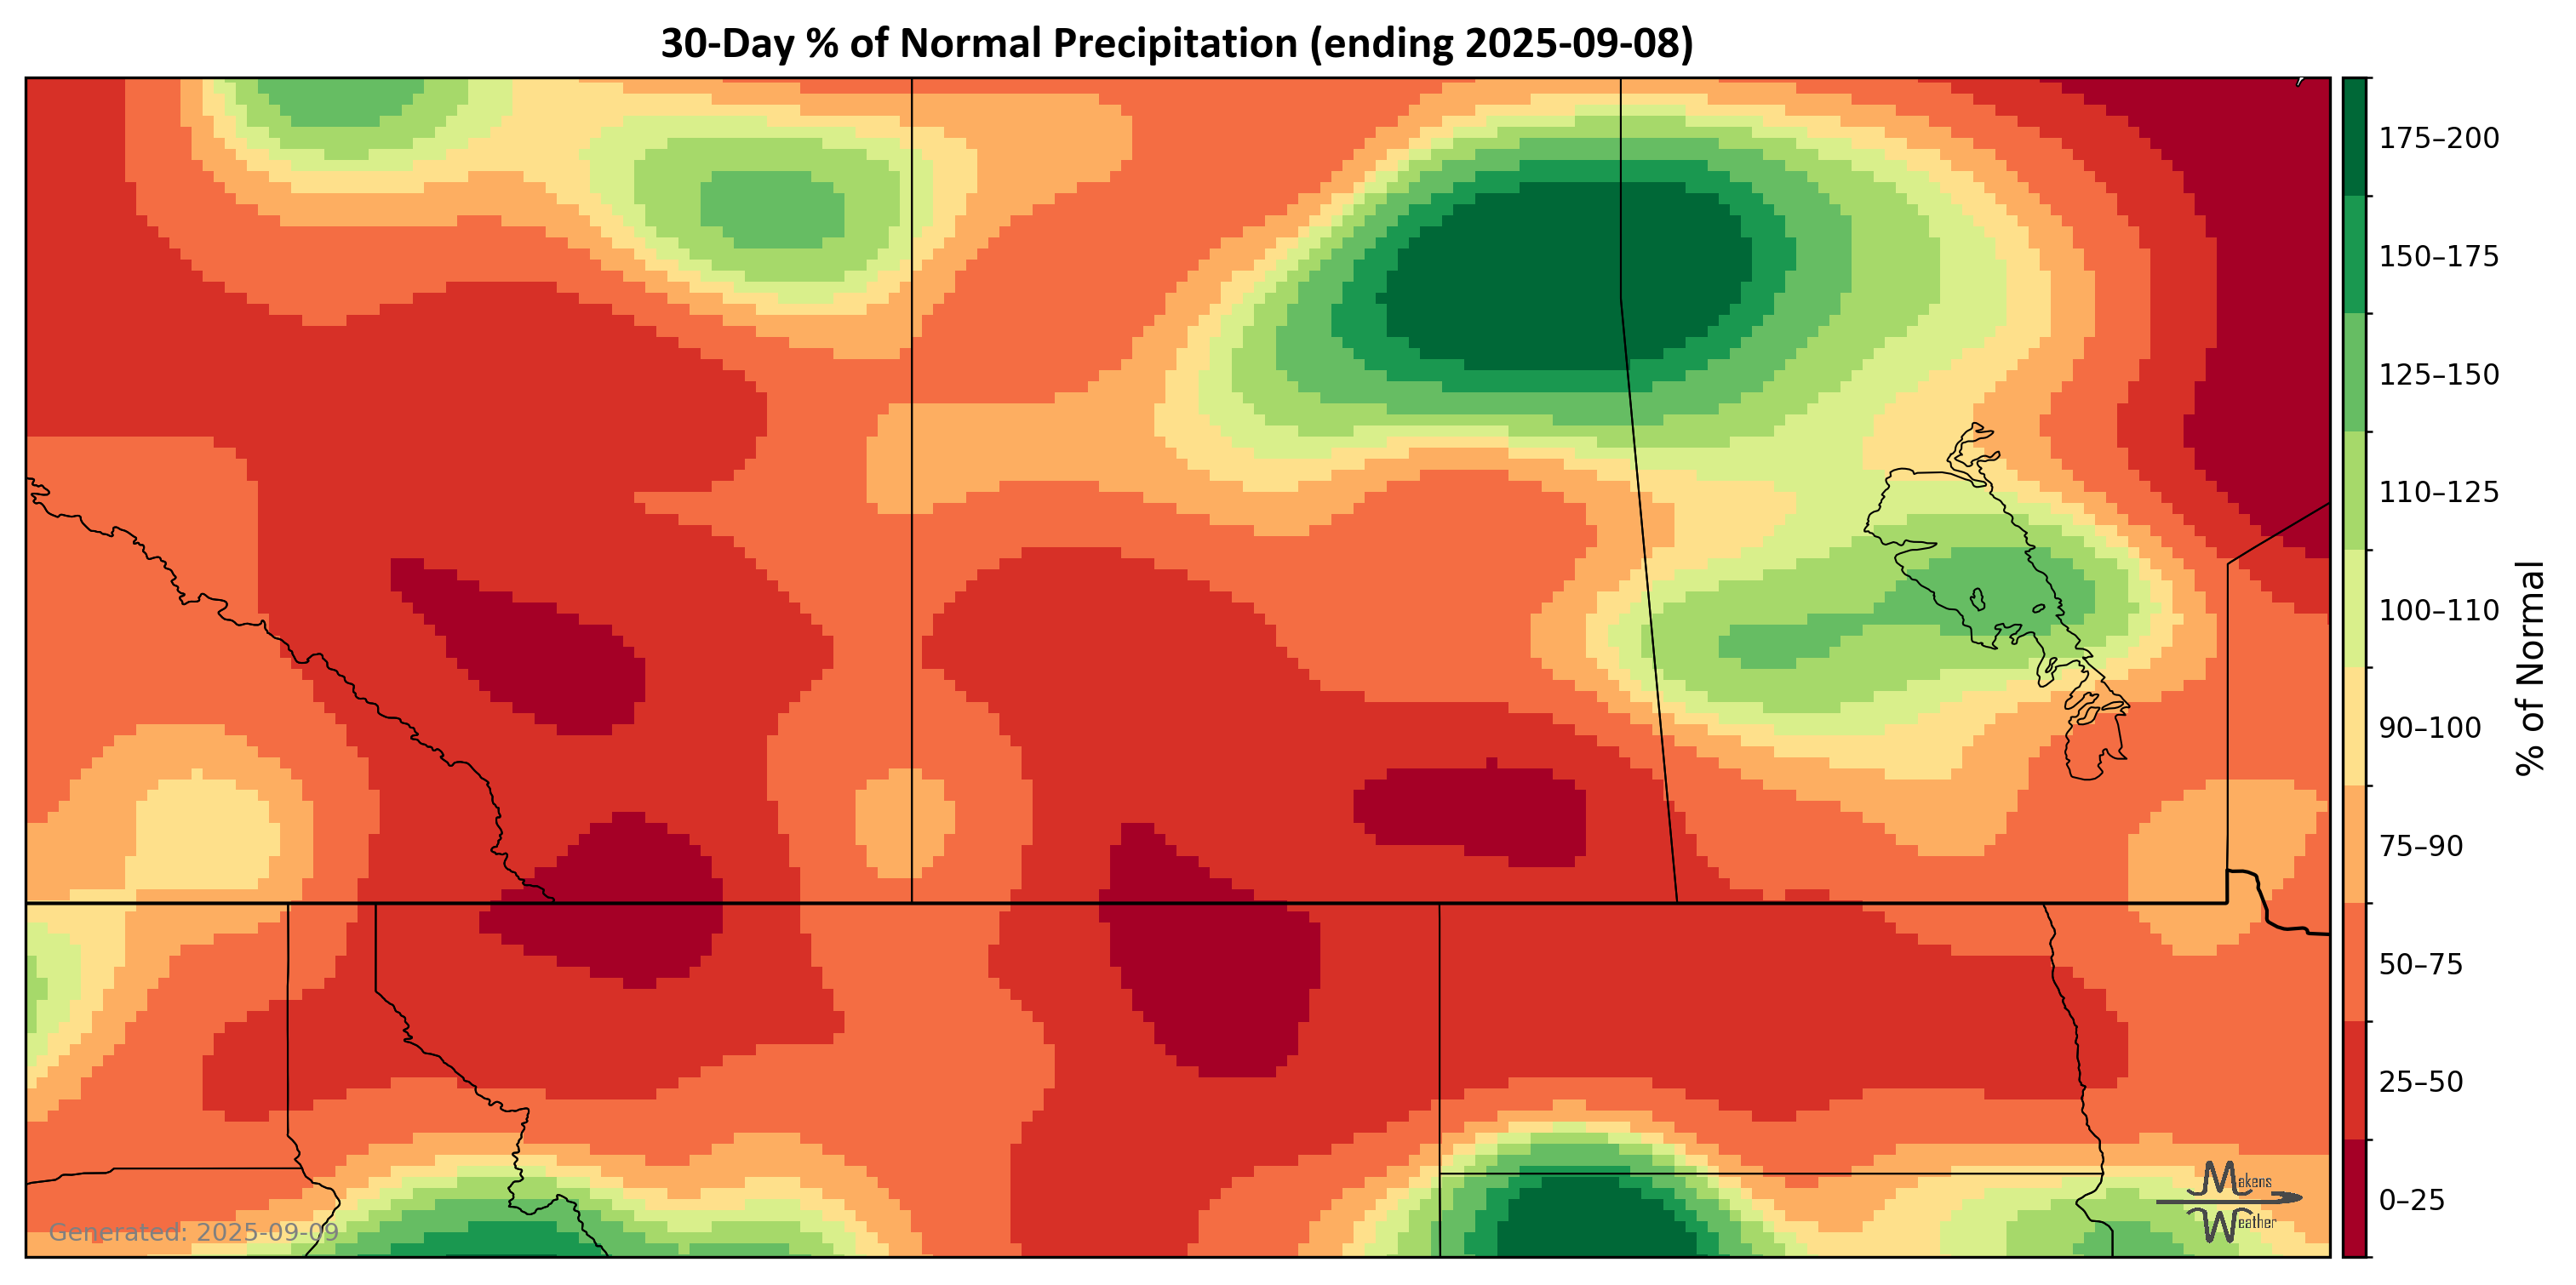 30-Day % of Normal Precipitation (ending 2025-09-08)
175–200
150–175
125–150
110–125
100–110
90–100
75–90
50–75
25–50
0–25
% of Normal
Generated: 2025-09-09
Makens
Weather